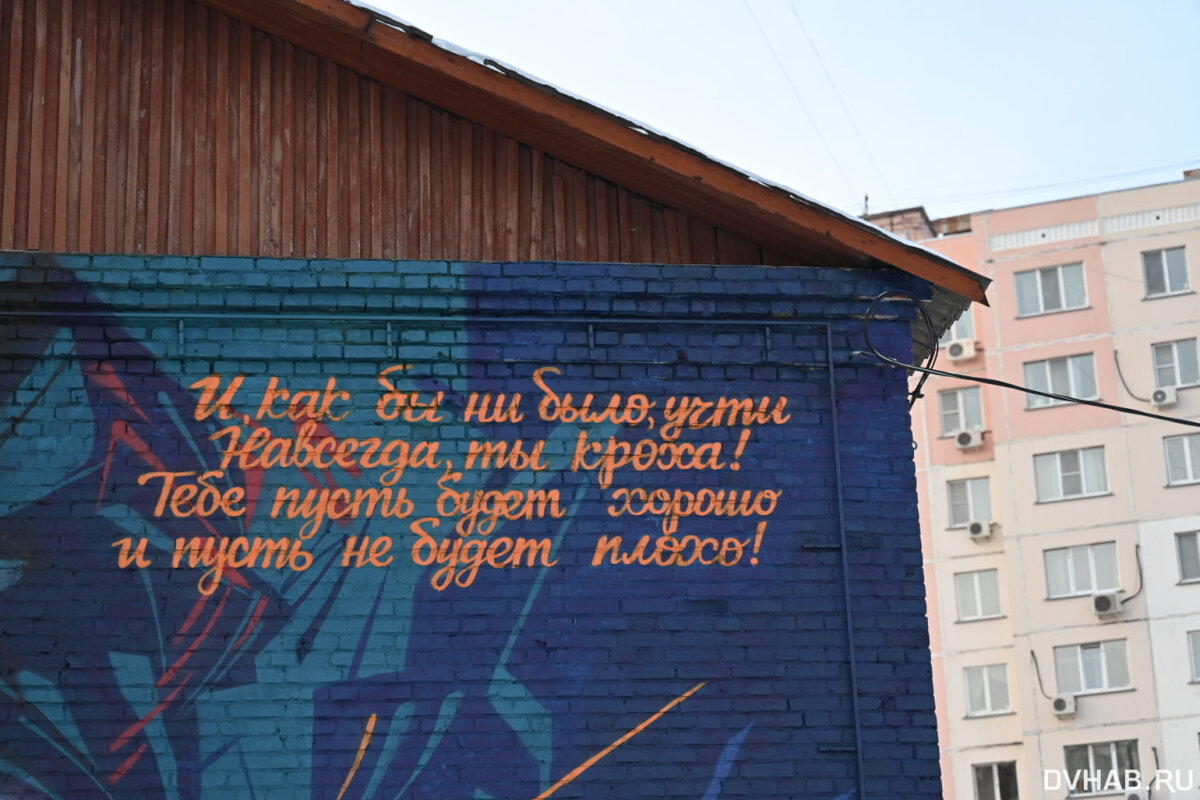 И, как бы ни было, учти
Навсегда, ты кроха!
Тебе пусть будет хорошо
и пусть не будет плохо!
DVHAB.RU